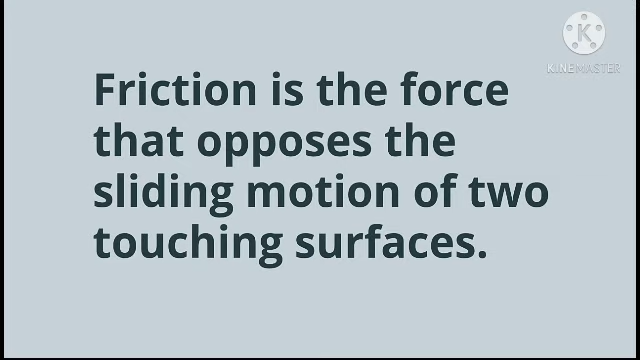 K
KINEMASTER
Friction is the force
that opposes the
sliding motion of two
touching surfaces.